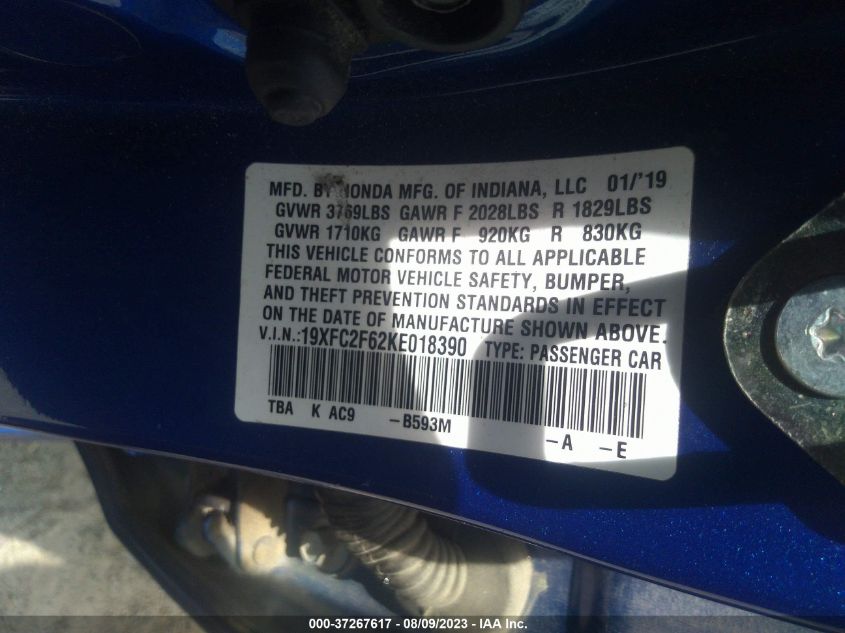 MFD. BY HONDA MFG. OF INDIANA, LLC 01/'19
GVWR 3769LBS GAWR F 2028LBS R 1829LBS
GVWR 1710KG GAWR F 920KG R 830KG
THIS VEHICLE CONFORMS TO ALL APPLICABLE
FEDERAL MOTOR VEHICLE SAFETY, BUMPER,
AND THEFT PREVENTION STANDARDS IN EFFECT
ON THE DATE OF MANUFACTURE SHOWN ABOVE.
V.I.N.:19XFC2F62KE018390 TYPE: PASSENGER CAR
TBA K AC9 -B593M -A -E
000-37267617 - 08/09/2023 - IAA Inc.